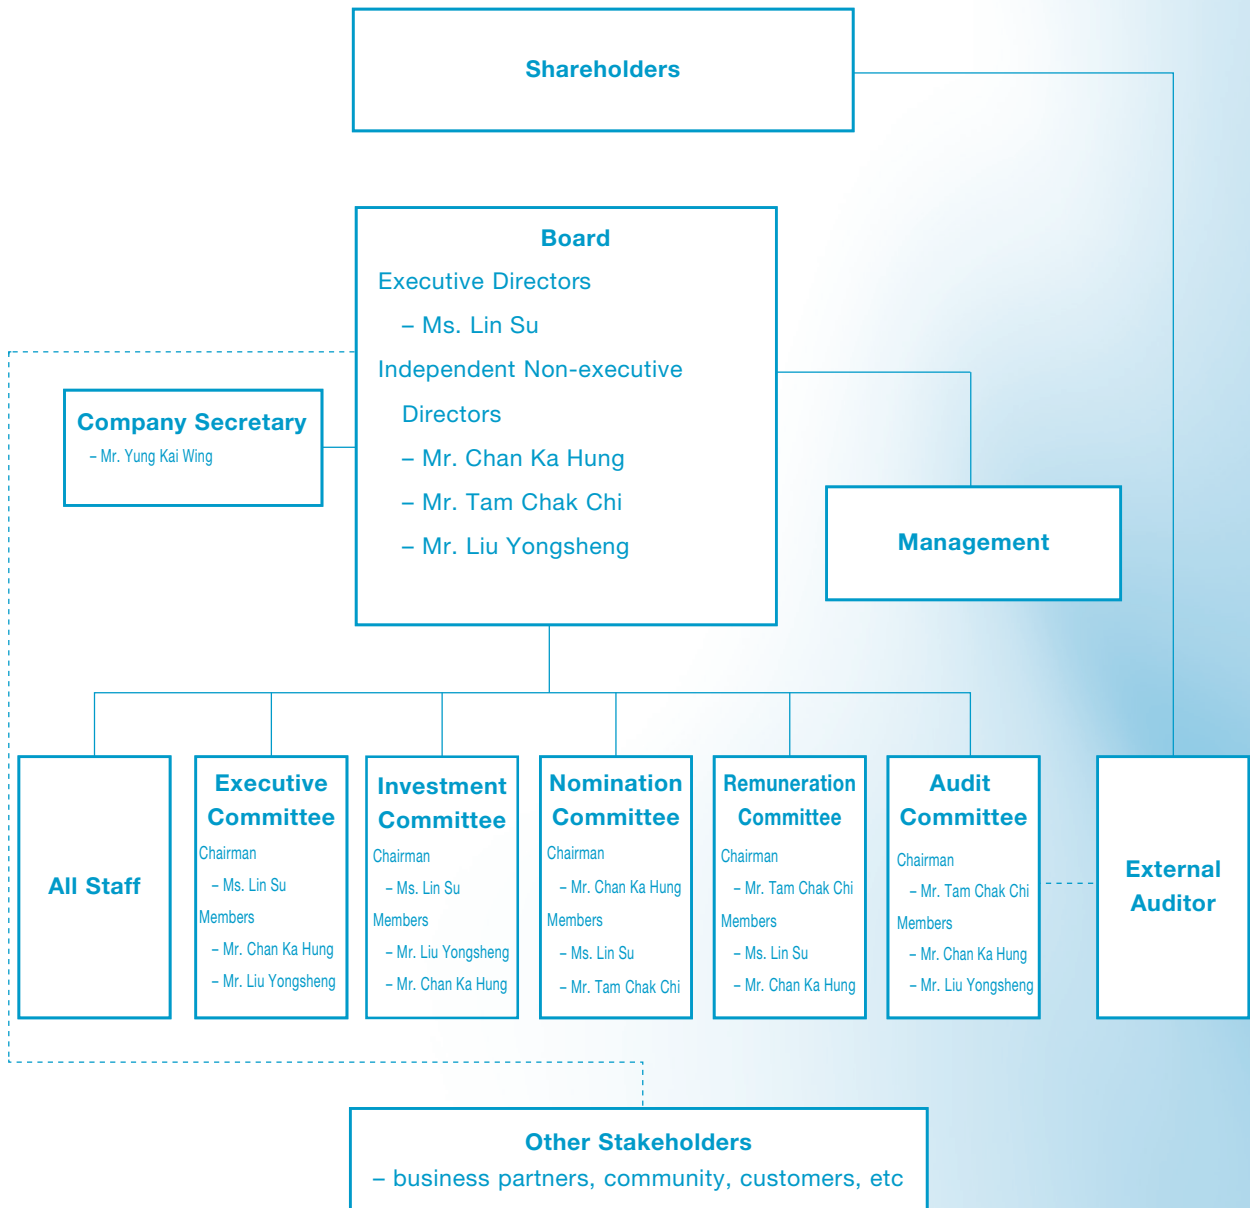 Shareholders
Board
Executive Directors
– Ms. Lin Su
Independent Non-executive
Directors
– Mr. Chan Ka Hung
– Mr. Tam Chak Chi
– Mr. Liu Yongsheng
Company Secretary
– Mr. Yung Kai Wing
Management
All Staff
Executive
Committee
Chairman
– Ms. Lin Su
Members
– Mr. Chan Ka Hung
– Mr. Liu Yongsheng
Investment
Committee
Chairman
– Ms. Lin Su
Members
– Mr. Liu Yongsheng
– Mr. Chan Ka Hung
Nomination
Committee
Chairman
– Mr. Chan Ka Hung
Members
– Ms. Lin Su
– Mr. Tam Chak Chi
Remuneration
Committee
Chairman
– Mr. Tam Chak Chi
Members
– Ms. Lin Su
– Mr. Chan Ka Hung
Audit
Committee
Chairman
– Mr. Tam Chak Chi
Members
– Mr. Chan Ka Hung
– Mr. Liu Yongsheng
External
Auditor
Other Stakeholders
– business partners, community, customers, etc